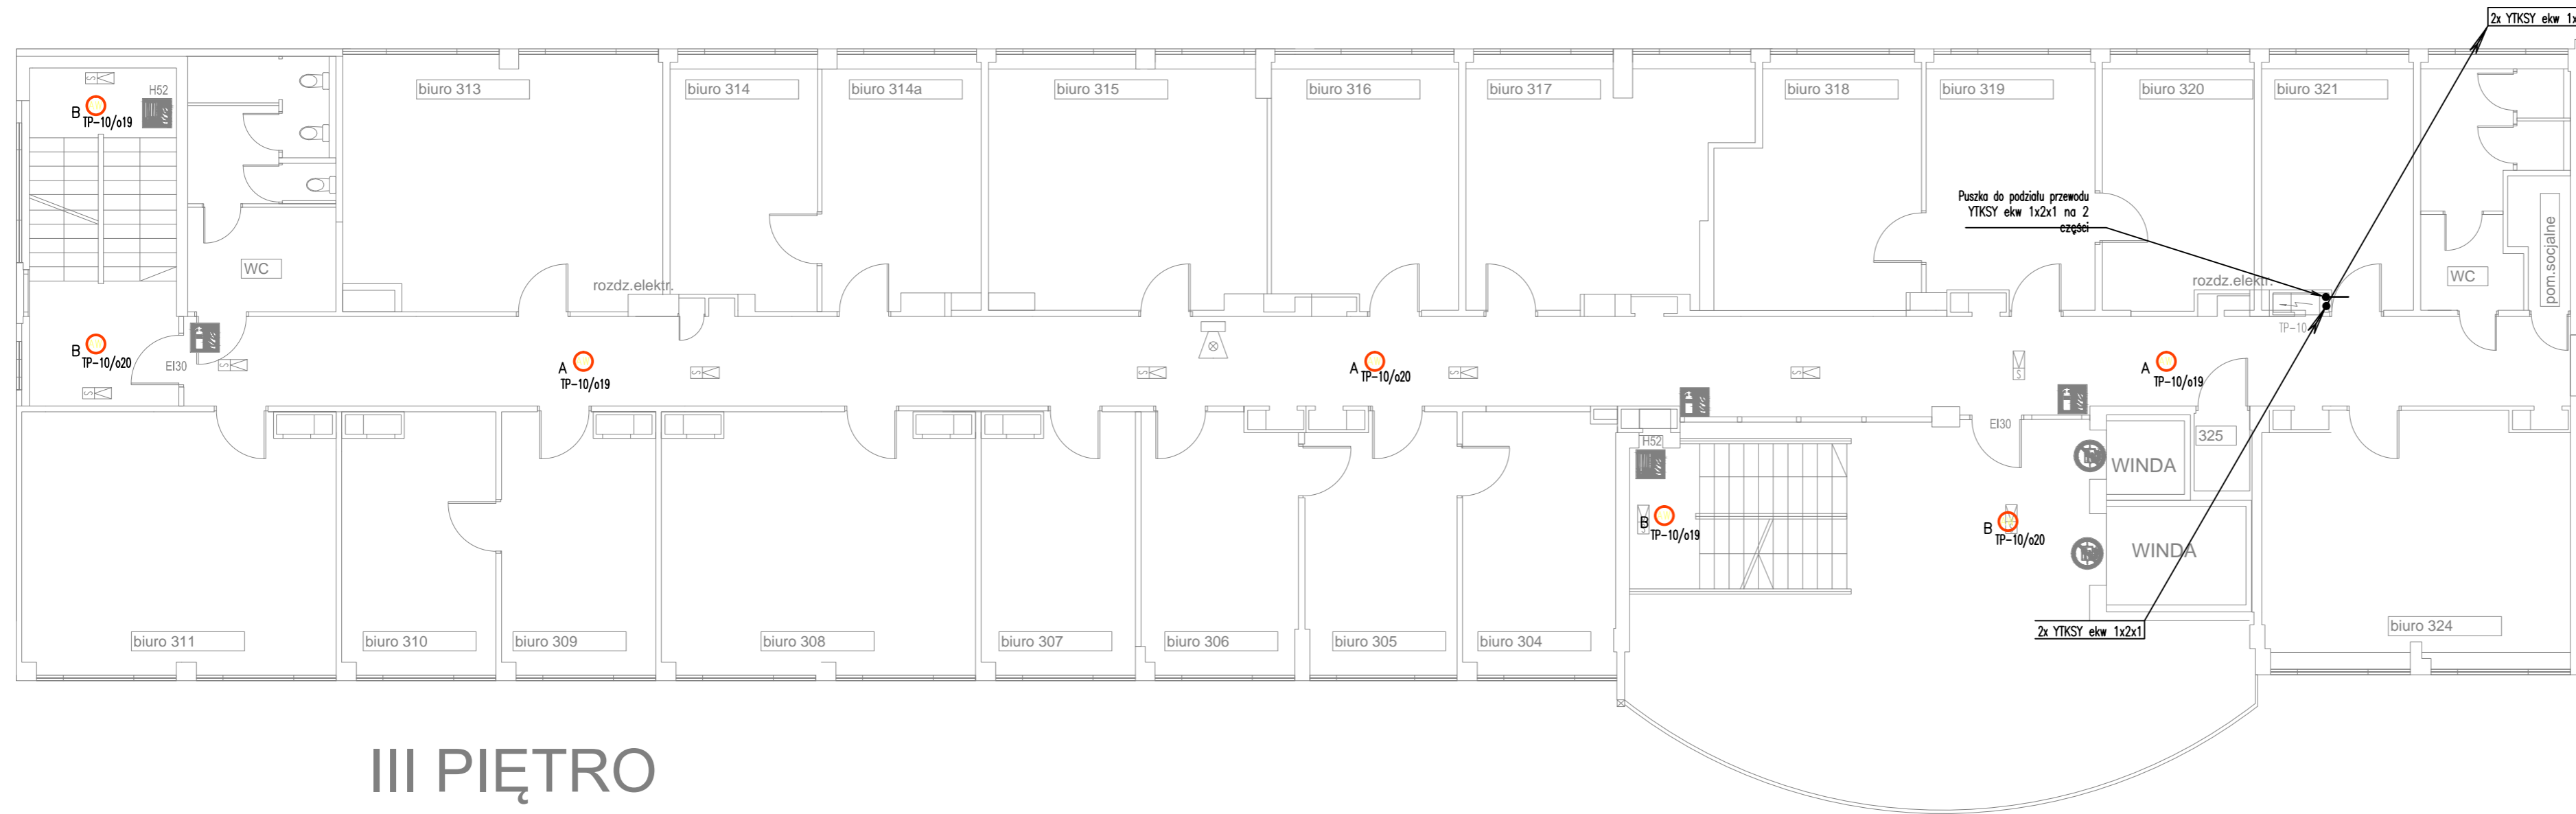 2x YTKSY ekw 1x
H52
B
TP-10/o19
biuro 313
biuro 314
biuro 314a
biuro 315
biuro 316
biuro 317
biuro 318
biuro 319
biuro 320
biuro 321
Puszka do podziału przewodu
YTKSY ekw 1x2x1 na 2
części
WC
rozdz.elektr.
rozdz.elektr.
WC
pom.socjalne
TP-10
B
TP-10/o20
EI30
S
S
A
TP-10/o19
S
S
A
TP-10/o20
S
S
S
A
TP-10/o19
S
EI30
325
WINDA
H52
B
TP-10/o19
B
TP-10/o20
WINDA
2x YTKSY ekw 1x2x1
biuro 311
biuro 310
biuro 309
biuro 308
biuro 307
biuro 306
biuro 305
biuro 304
biuro 324
III PIĘTRO